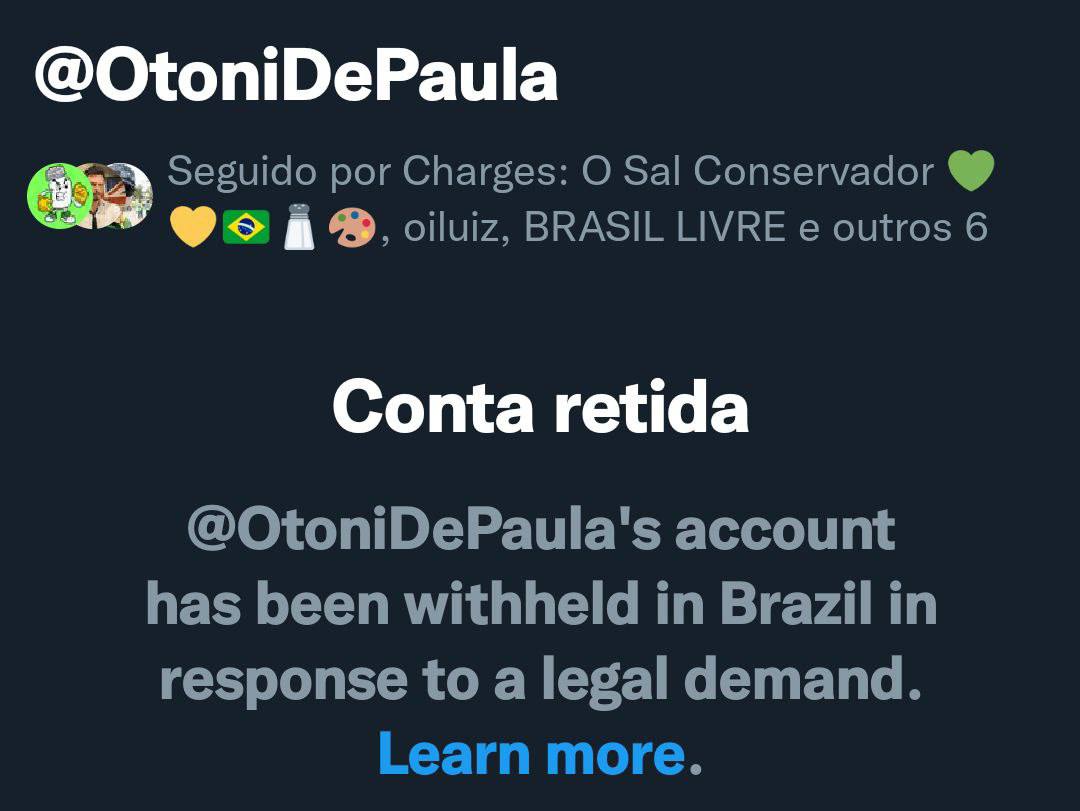 @OtoniDePaula
Seguido por Charges: O Sal Conservador 💚
💛🇧🇷🧂🎨, oiluiz, BRASIL LIVRE e outros 6
Conta retida
@OtoniDePaula's account
has been withheld in Brazil in
response to a legal demand.
Learn more.